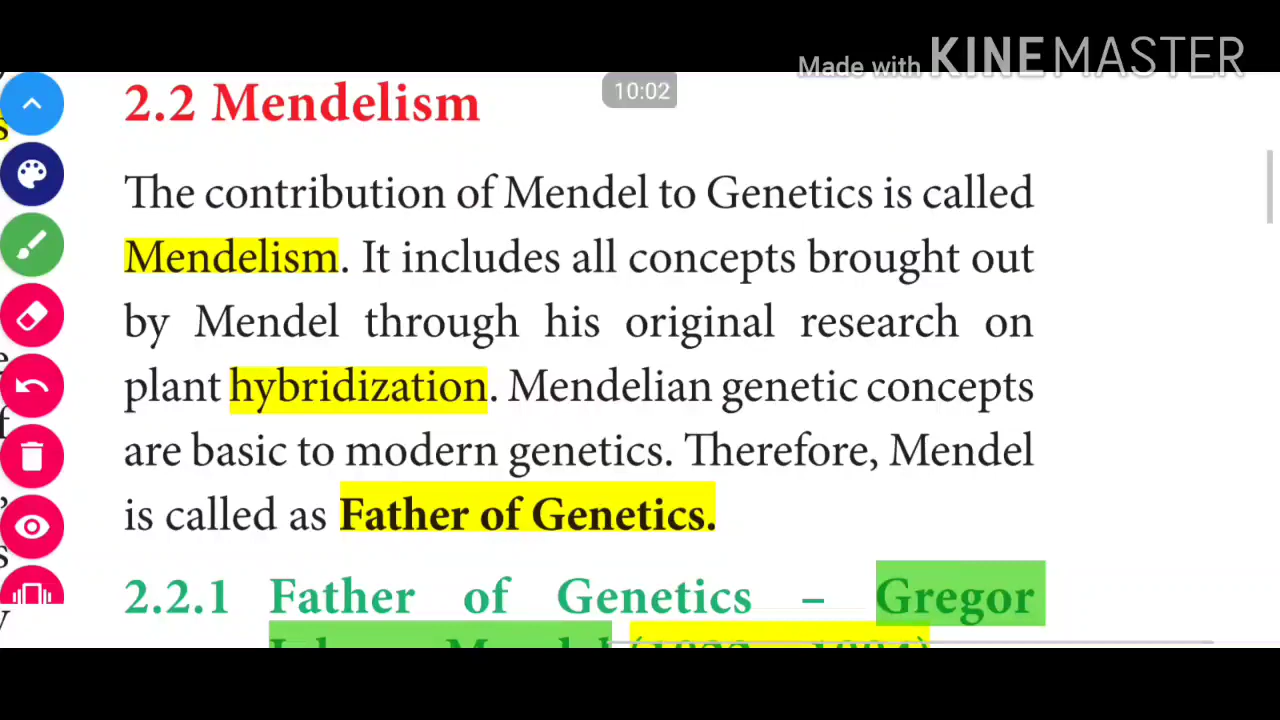 Made with KINEMASTER
10:02
2.2 Mendelism
The contribution of Mendel to Genetics is called
Mendelism. It includes all concepts brought out
by Mendel through his original research on
plant hybridization. Mendelian genetic concepts
are basic to modern genetics. Therefore, Mendel
is called as Father of Genetics.
2.2.1 Father of Genetics – Gregor